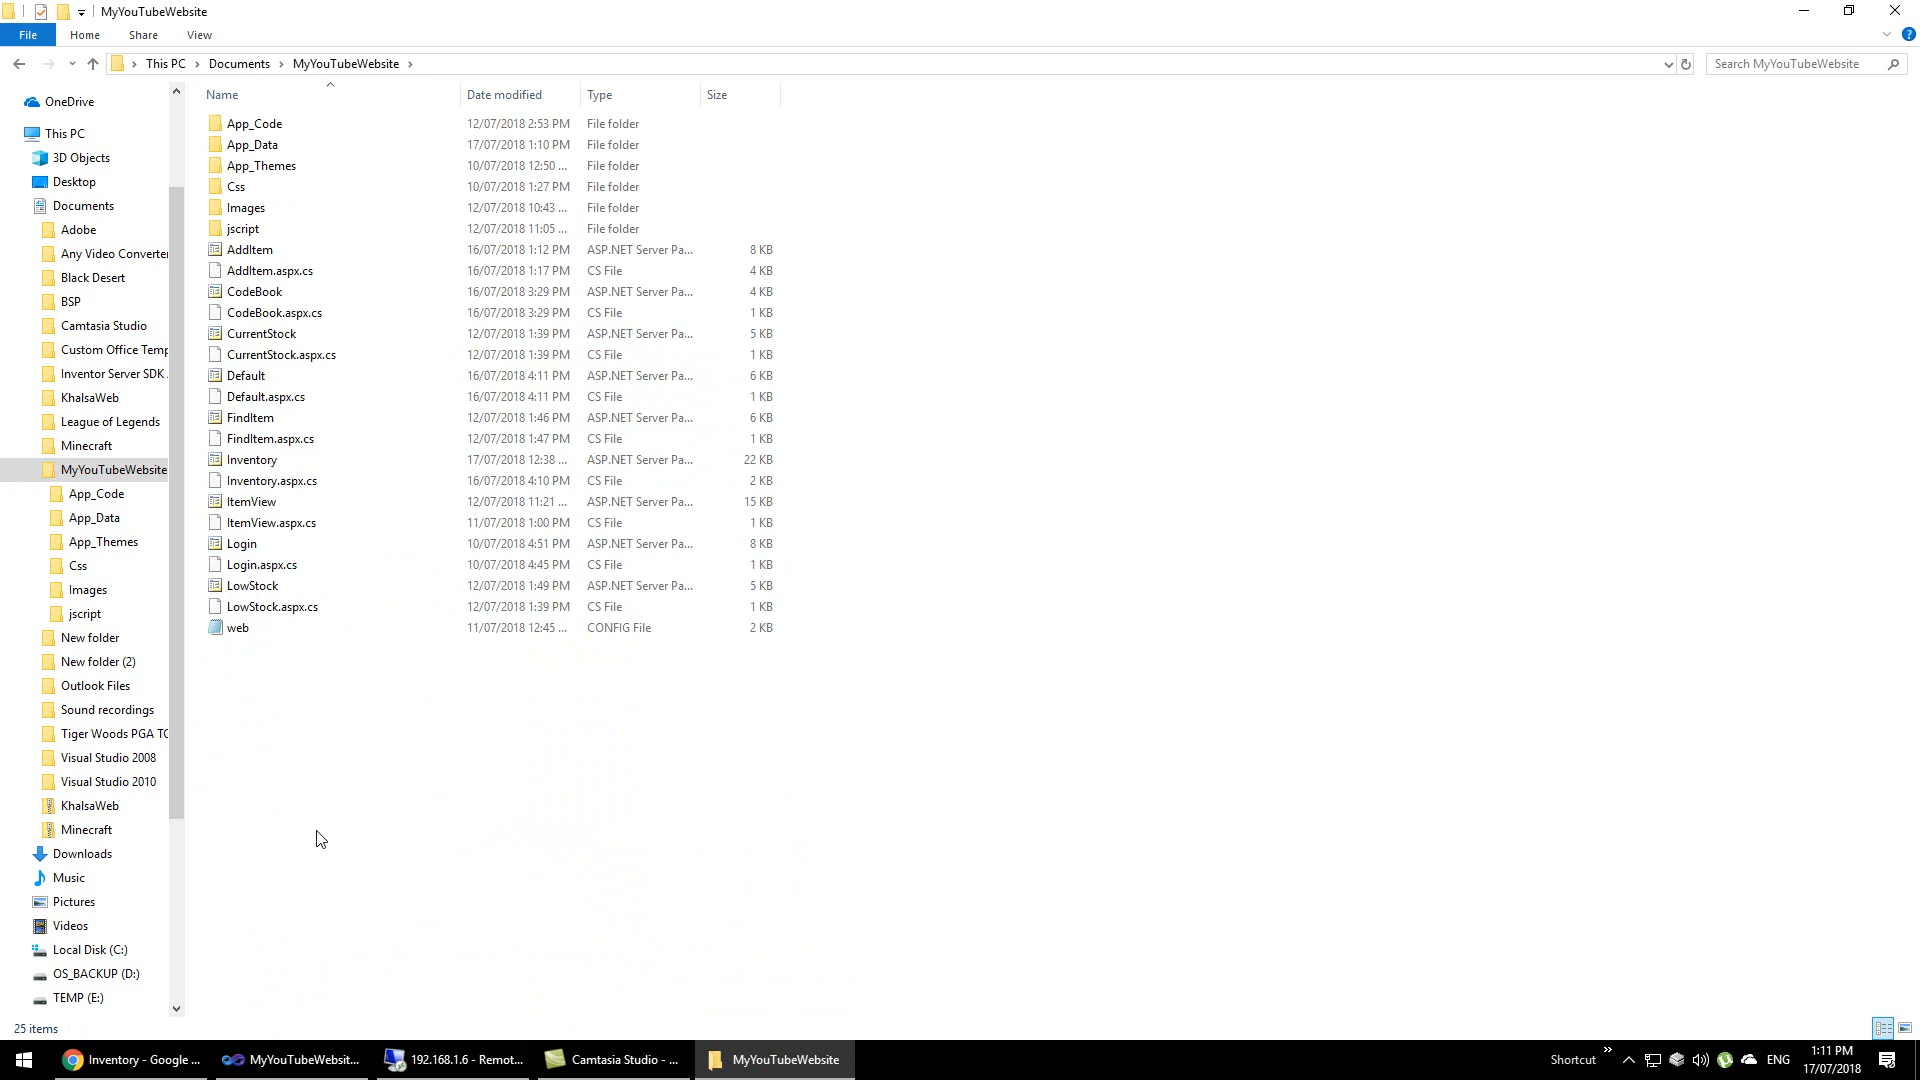 MyYouTubeWebsite
File Home Share View
This PC Documents MyYouTubeWebsite Search MyYouTubeWebsite
Name Date modified Type Size
OneDrive
This PC
3D Objects
Desktop
Documents
Adobe
Any Video Converter
Black Desert
BSP
Camtasia Studio
Custom Office Temp
Inventor Server SDK
KhalsaWeb
League of Legends
Minecraft
MyYouTubeWebsite
App_Code
App_Data
App_Themes
Css
Images
jscript
New folder
New folder (2)
Outlook Files
Sound recordings
Tiger Woods PGA TO
Visual Studio 2008
Visual Studio 2010
KhalsaWeb
Minecraft
Downloads
Music
Pictures
Videos
Local Disk (C:)
OS_BACKUP (D:)
TEMP (E:)
App_Code 12/07/2018 2:53 PM File folder
App_Data 17/07/2018 1:10 PM File folder
App_Themes 10/07/2018 12:50 ... File folder
Css 10/07/2018 1:27 PM File folder
Images 12/07/2018 10:43 ... File folder
jscript 12/07/2018 11:05 ... File folder
AddItem 16/07/2018 1:12 PM ASP.NET Server Pa... 8 KB
AddItem.aspx.cs 16/07/2018 1:17 PM CS File 4 KB
CodeBook 16/07/2018 3:29 PM ASP.NET Server Pa... 4 KB
CodeBook.aspx.cs 16/07/2018 3:29 PM CS File 1 KB
CurrentStock 12/07/2018 1:39 PM ASP.NET Server Pa... 5 KB
CurrentStock.aspx.cs 12/07/2018 1:39 PM CS File 1 KB
Default 16/07/2018 4:11 PM ASP.NET Server Pa... 6 KB
Default.aspx.cs 16/07/2018 4:11 PM CS File 1 KB
FindItem 12/07/2018 1:46 PM ASP.NET Server Pa... 6 KB
FindItem.aspx.cs 12/07/2018 1:47 PM CS File 1 KB
Inventory 17/07/2018 12:38 ... ASP.NET Server Pa... 22 KB
Inventory.aspx.cs 16/07/2018 4:10 PM CS File 2 KB
ItemView 12/07/2018 11:21 ... ASP.NET Server Pa... 15 KB
ItemView.aspx.cs 11/07/2018 1:00 PM CS File 1 KB
Login 10/07/2018 4:51 PM ASP.NET Server Pa... 8 KB
Login.aspx.cs 10/07/2018 4:45 PM CS File 1 KB
LowStock 12/07/2018 1:49 PM ASP.NET Server Pa... 5 KB
LowStock.aspx.cs 12/07/2018 1:39 PM CS File 1 KB
web 11/07/2018 12:45 ... CONFIG File 2 KB
25 items
Inventory - Google ... MyYouTubeWebsit... 192.168.1.6 - Remot... Camtasia Studio - ... MyYouTubeWebsite Shortcut ENG 1:11 PM
17/07/2018